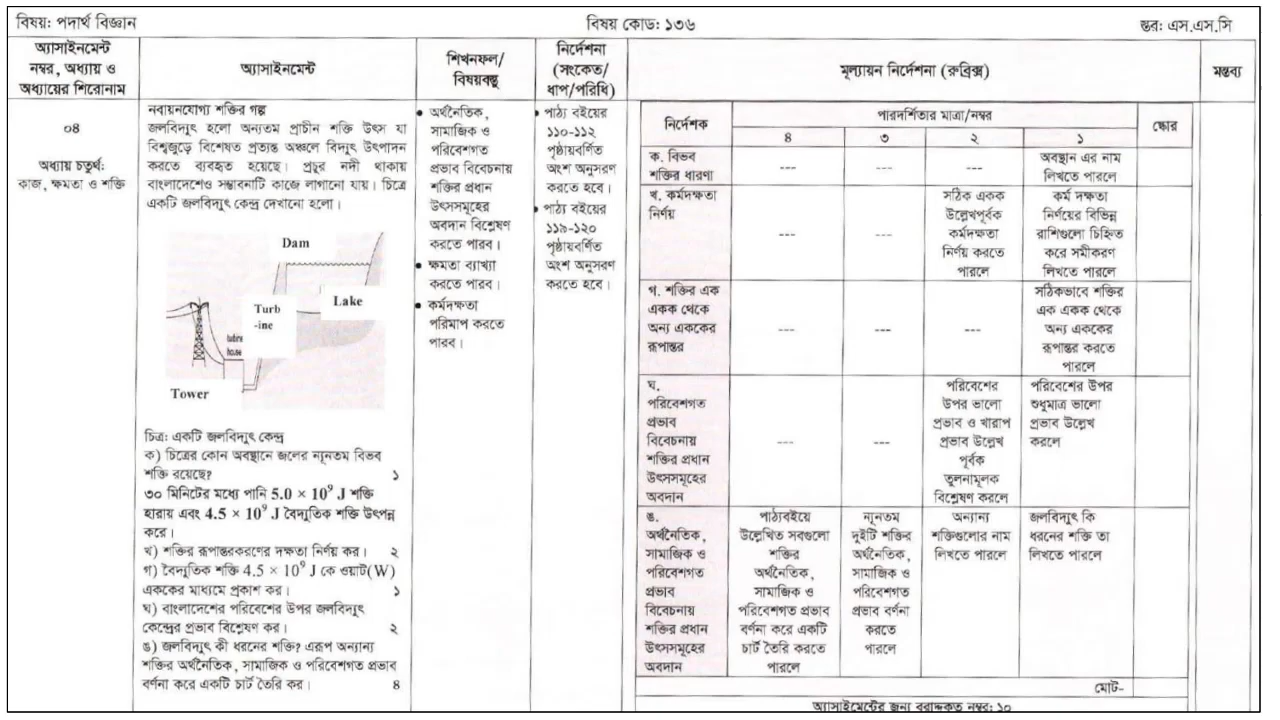 বিষয়: পদার্থ বিজ্ঞান
বিষয় কোড: ১৩৬
স্তর: এস.এস.সি
অ্যাসাইনমেন্ট
নম্বর, অধ্যায় ও
অধ্যায়ের শিরোনাম
অ্যাসাইনমেন্ট
শিখনফল/
বিষয়বস্তু
নির্দেশনা
(সংকেত/
ধাপ/পরিধি)
মূল্যায়ন নির্দেশনা (রুব্রিক্স)
মন্তব্য
০৪
অধ্যায় চতুর্থ:
কাজ, ক্ষমতা ও শক্তি
নবায়নযোগ্য শক্তির গল্প
জলবিদ্যুৎ হলো অন্যতম প্রাচীন শক্তি উৎস যা
বিশ্বজুড়ে বিশেষত প্রত্যন্ত অঞ্চলে বিদ্যুৎ উৎপাদন
করতে ব্যবহৃত হয়েছে। প্রচুর নদী থাকায়
বাংলাদেশেও সম্ভাবনাটি কাজে লাগানো যায়। চিত্রে
একটি জলবিদ্যুৎ কেন্দ্র দেখানো হলো।
Dam
Lake
Turb
-ine
turbine
house
Tower
চিত্র: একটি জলবিদ্যুৎ কেন্দ্র
ক) চিত্রের কোন অবস্থানে জলের ন্যূনতম বিভব
শক্তি রয়েছে? ১
৩০ মিনিটের মধ্যে পানি 5.0 × 10⁹ J শক্তি
হারায় এবং 4.5 × 10⁹ J বৈদ্যুতিক শক্তি উৎপন্ন
করে।
খ) শক্তির রূপান্তরকরণের দক্ষতা নির্ণয় কর। ২
গ) বৈদ্যুতিক শক্তি 4.5 × 10⁹ J কে ওয়াট(W)
এককের মাধ্যমে প্রকাশ কর। ১
ঘ) বাংলাদেশের পরিবেশের উপর জলবিদ্যুৎ
কেন্দ্রের প্রভাব বিশ্লেষণ কর। ২
ঙ) জলবিদ্যুৎ কী ধরনের শক্তি? এরূপ অন্যান্য
শক্তির অর্থনৈতিক, সামাজিক ও পরিবেশগত প্রভাব
বর্ণনা করে একটি চার্ট তৈরি কর। ৪
● অর্থনৈতিক,
সামাজিক ও
পরিবেশগত
প্রভাব বিবেচনায়
শক্তির প্রধান
উৎসসমূহের
অবদান বিশ্লেষণ
করতে পারব।
● ক্ষমতা ব্যাখ্যা
করতে পারব।
● কর্মদক্ষতা
পরিমাপ করতে
পারব।
● পাঠ্য বইয়ের
১১০-১১২
পৃষ্ঠায়বর্ণিত
অংশ অনুসরণ
করতে হবে।
● পাঠ্য বইয়ের
১১৯-১২০
পৃষ্ঠায়বর্ণিত
অংশ অনুসরণ
করতে হবে।
নির্দেশক
পারদর্শিতার মাত্রা/নম্বর
স্কোর
৪ ৩ ২ ১
ক. বিভব
শক্তির ধারণা
--- --- ---
অবস্থান এর নাম
লিখতে পারলে
খ. কর্মদক্ষতা
নির্ণয়
--- ---
সঠিক একক
উল্লেখপূর্বক
কর্মদক্ষতা
নির্ণয় করতে
পারলে
কর্ম দক্ষতা
নির্ণয়ের বিভিন্ন
রাশিগুলো চিহ্নিত
করে সমীকরণ
লিখতে পারলে
গ. শক্তির এক
একক থেকে
অন্য এককের
রূপান্তর
--- --- ---
সঠিকভাবে শক্তির
এক একক থেকে
অন্য এককের
রূপান্তর করতে
পারলে
ঘ.
পরিবেশগত
প্রভাব
বিবেচনায়
শক্তির প্রধান
উৎসসমূহের
অবদান
--- ---
পরিবেশের
উপর ভালো
প্রভাব ও খারাপ
প্রভাব উল্লেখ
পূর্বক
তুলনামূলক
বিশ্লেষণ করলে
পরিবেশের উপর
শুধুমাত্র ভালো
প্রভাব উল্লেখ
করলে
ঙ.
অর্থনৈতিক,
সামাজিক ও
পরিবেশগত
প্রভাব
বিবেচনায়
শক্তির প্রধান
উৎসসমূহের
অবদান
পাঠ্যবইয়ে
উল্লেখিত সবগুলো
শক্তির
অর্থনৈতিক,
সামাজিক ও
পরিবেশগত প্রভাব
বর্ণনা করে একটি
চার্ট তৈরি করতে
পারলে
ন্যূনতম
দুইটি শক্তির
অর্থনৈতিক,
সামাজিক ও
পরিবেশগত
প্রভাব বর্ণনা
করতে
পারলে
অন্যান্য
শক্তিগুলোর নাম
লিখতে পারলে
জলবিদ্যুৎ কি
ধরনের শক্তি তা
লিখতে পারলে
মোট-
অ্যাসাইমেন্টের জন্য বরাদ্দকৃত নম্বর: ১০